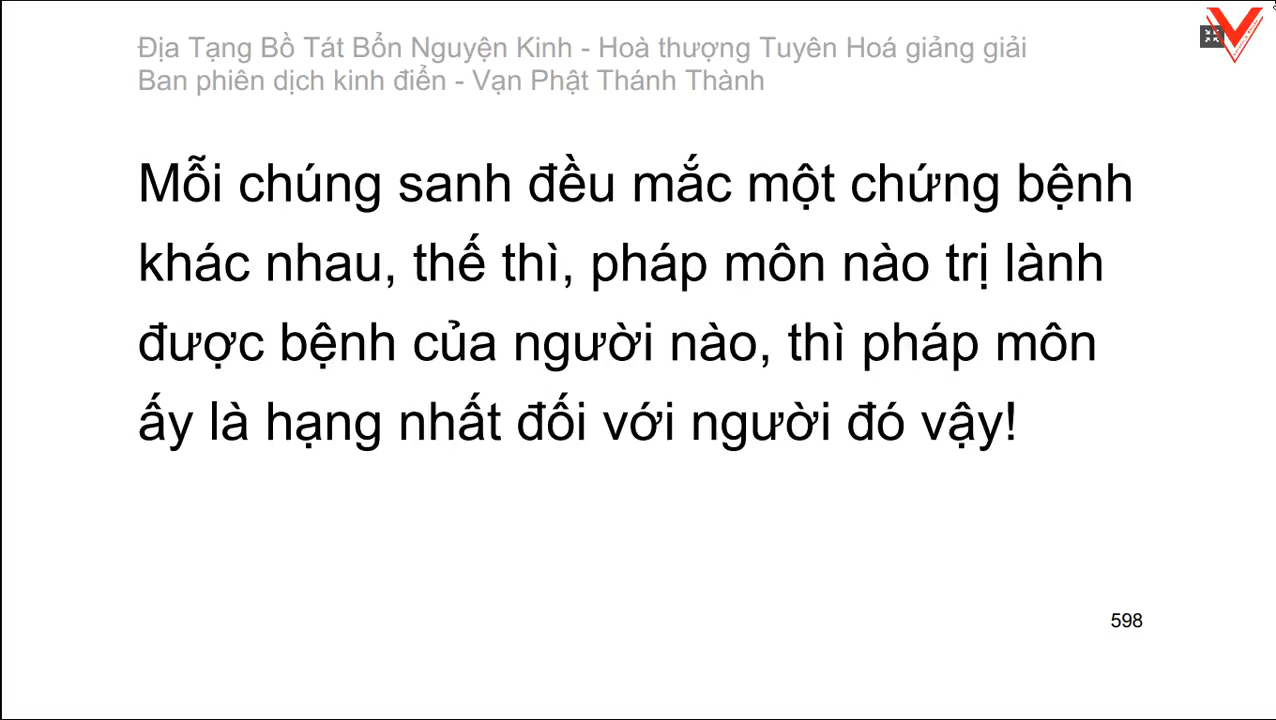 Địa Tạng Bồ Tát Bổn Nguyện Kinh - Hoà thượng Tuyên Hoá giảng giải
Ban phiên dịch kinh điển - Vạn Phật Thánh Thành
Mỗi chúng sanh đều mắc một chứng bệnh
khác nhau, thế thì, pháp môn nào trị lành
được bệnh của người nào, thì pháp môn
ấy là hạng nhất đối với người đó vậy!
598